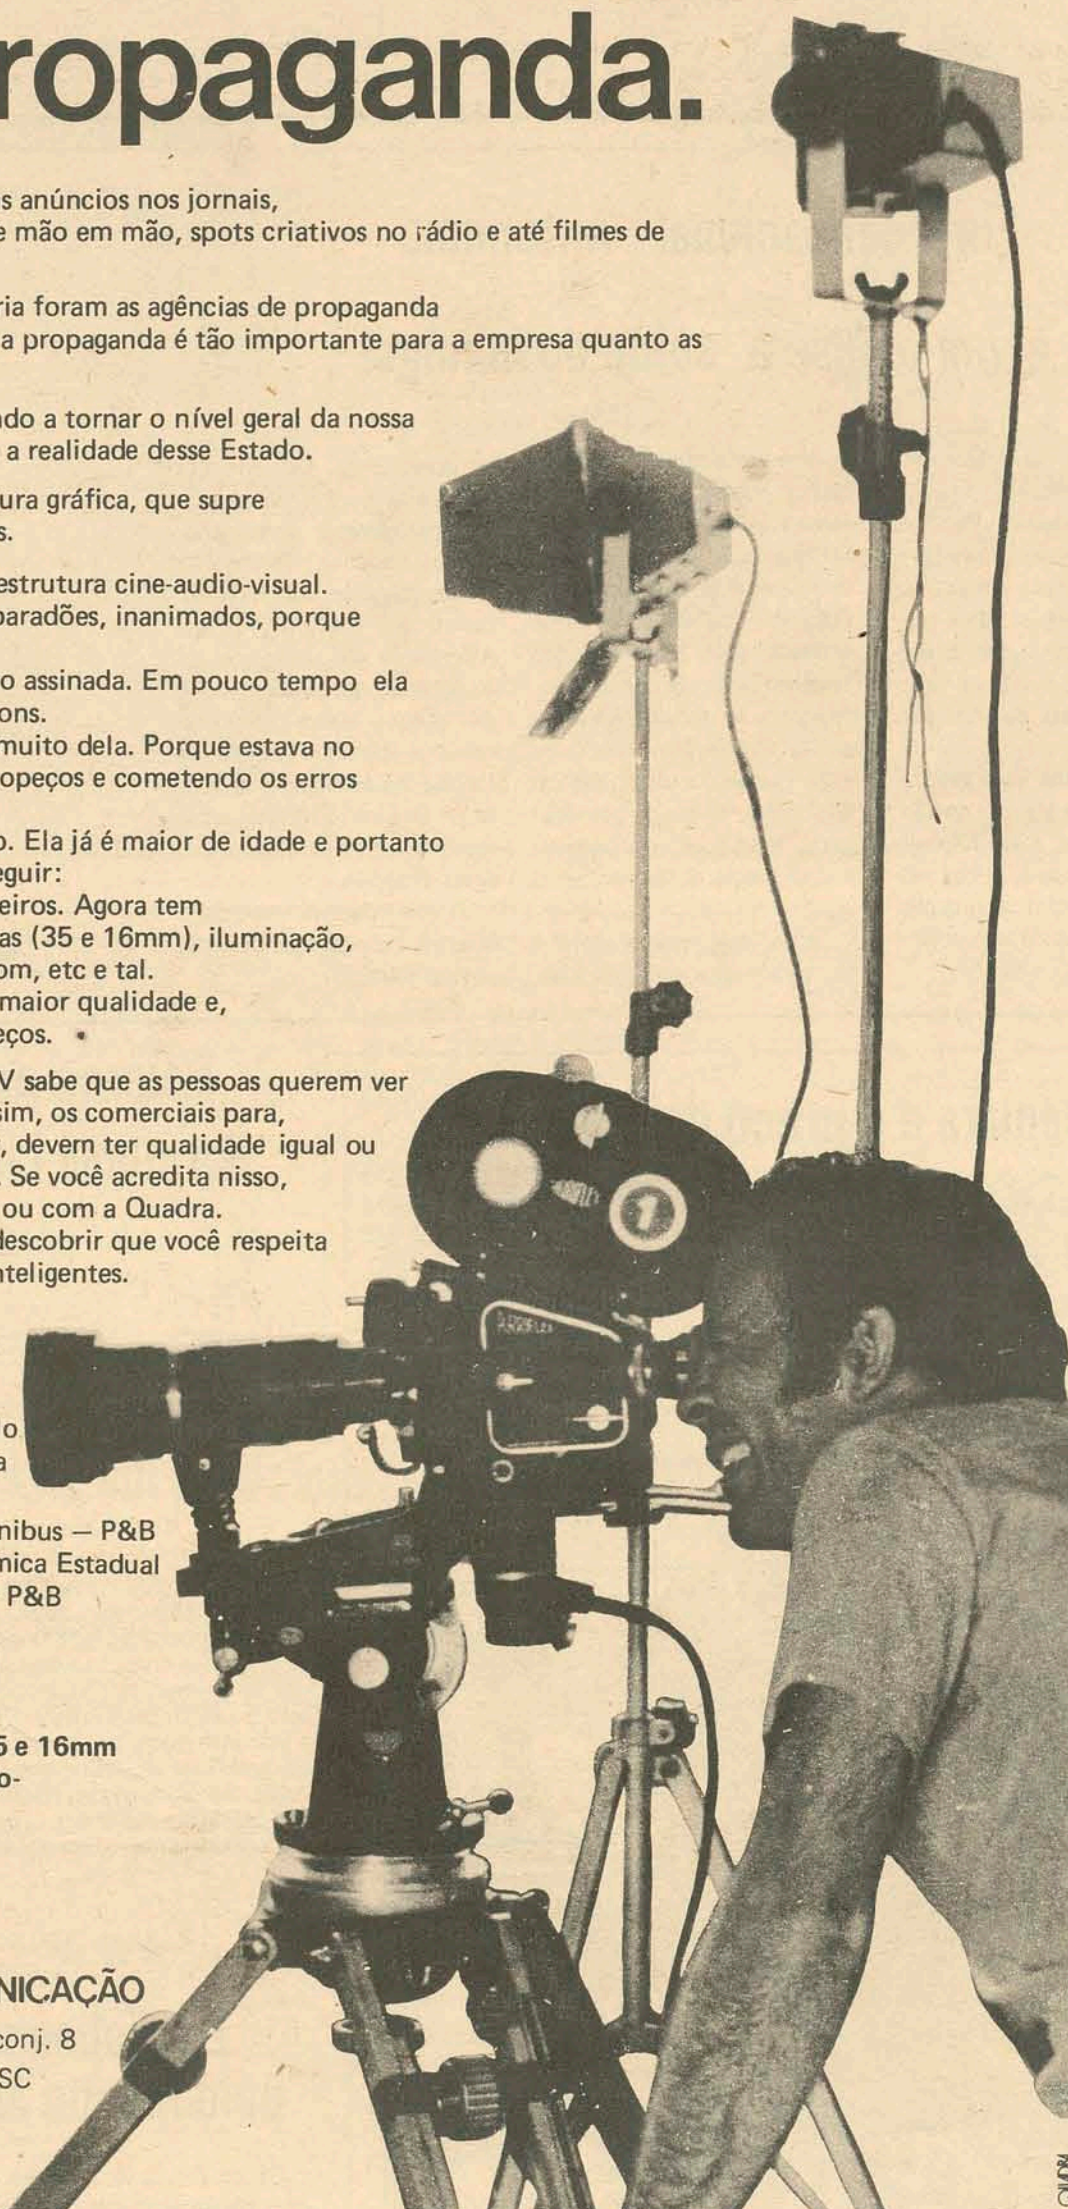 ropaganda.
s anúncios nos jornais,
e mão em mão, spots criativos no rádio e até filmes de
ria foram as agências de propaganda
a propaganda é tão importante para a empresa quanto as
ndo a tornar o nível geral da nossa
a realidade desse Estado.
ura gráfica, que supre
s.
estrutura cine-audio-visual.
paradões, inanimados, porque
o assinada. Em pouco tempo ela
ons.
muito dela. Porque estava no
opeços e cometendo os erros
o. Ela já é maior de idade e portanto
eguir:
eiros. Agora tem
as (35 e 16mm), iluminação,
om, etc e tal.
maior qualidade e,
eços.
V sabe que as pessoas querem ver
sim, os comerciais para,
, devem ter qualidade igual ou
. Se você acredita nisso,
ou com a Quadra.
descobrir que você respeita
nteligentes.
1
ARRIFLEX
o
a
nibus — P&B
mica Estadual
P&B
5 e 16mm
o-
NICAÇÃO
conj. 8
SC
QUADRA